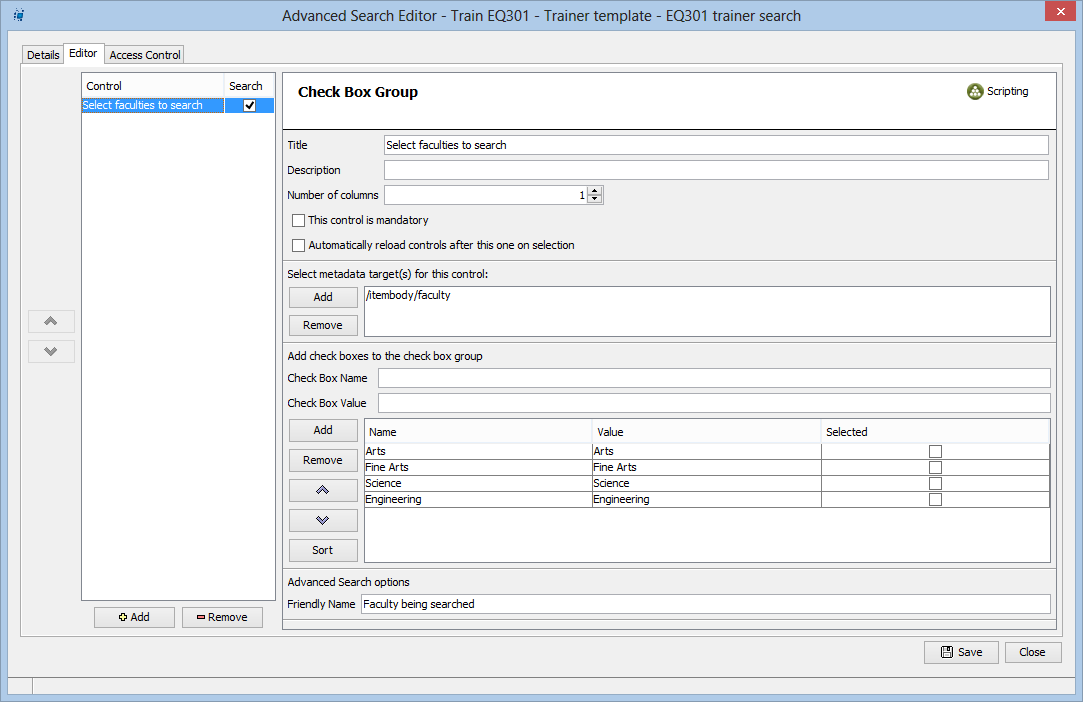 Advanced Search Editor - Train EQ301 - Trainer template - EQ301 trainer search
Details Editor Access Control
Control Search
Select faculties to search
Check Box Group
Scripting
Title Select faculties to search
Description
Number of columns 1
This control is mandatory
Automatically reload controls after this one on selection
Select metadata target(s) for this control:
Add
/itembody/faculty
Remove
Add check boxes to the check box group
Check Box Name
Check Box Value
Add
Remove
Sort
Name Value Selected
Arts Arts
Fine Arts Fine Arts
Science Science
Engineering Engineering
Advanced Search options
Friendly Name Faculty being searched
Add Remove
Save Close